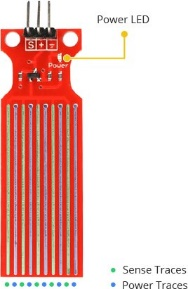 Power LED
S + -
Power
Sense Traces
Power Traces